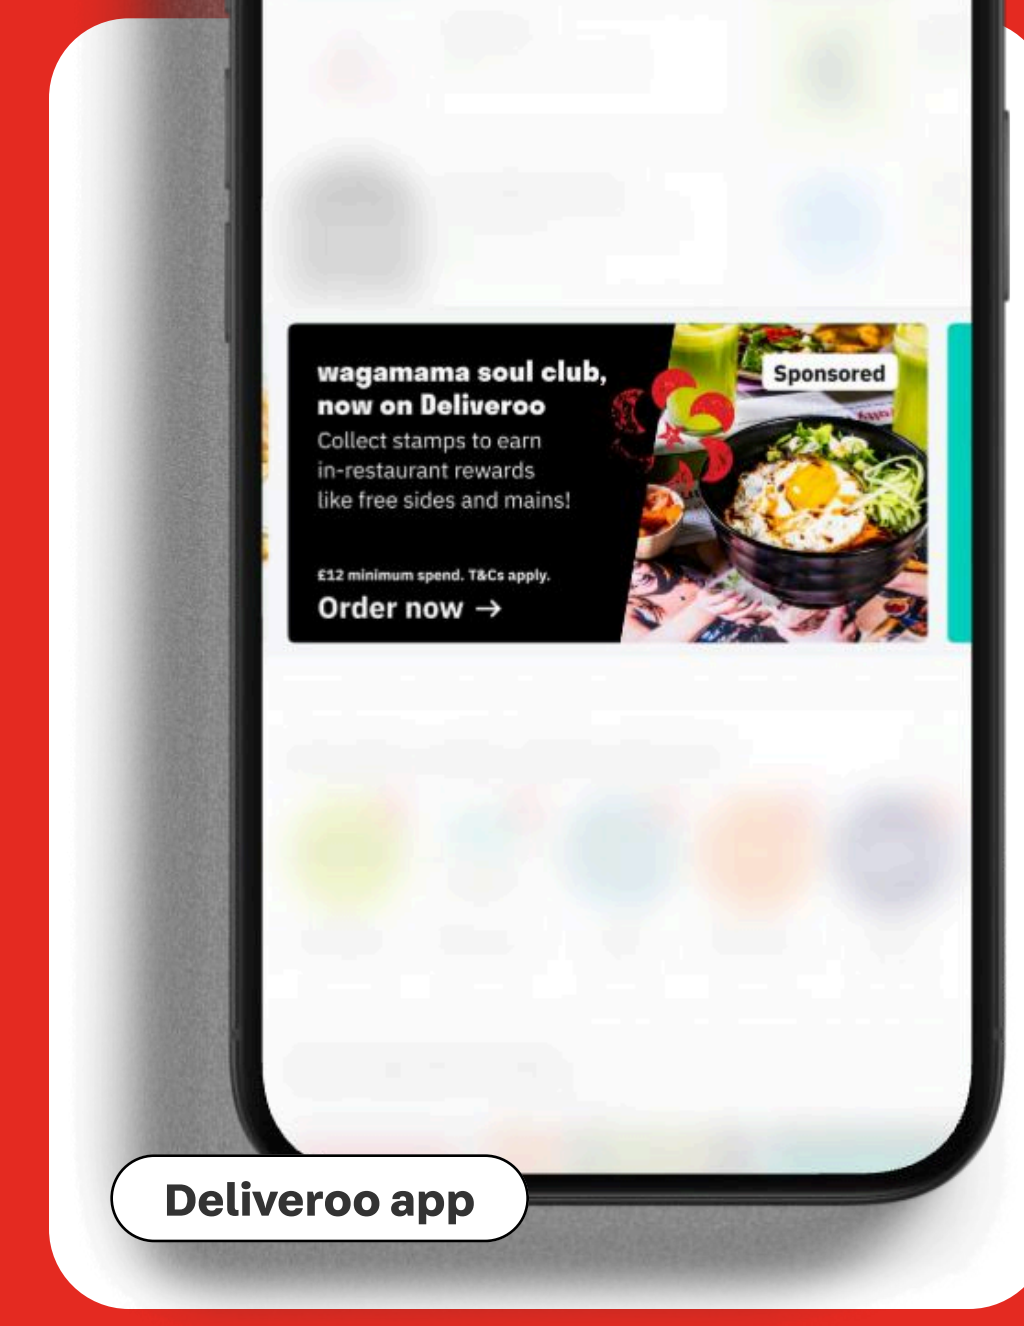 wagamama soul club,
now on Deliveroo
Sponsored
Collect stamps to earn
in-restaurant rewards
like free sides and mains!
£12 minimum spend. T&Cs apply.
Order now →
Deliveroo app